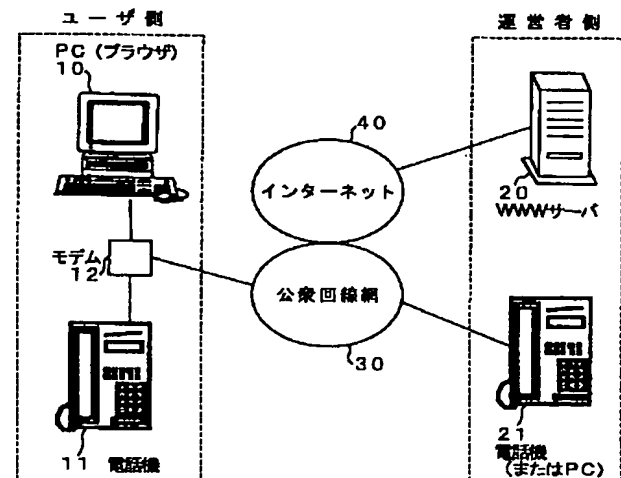 ユーザ側
PC（ブラウザ）
10
モデム
12
11 電話機
40
インターネット
公衆回線網
30
運営者側
20
WWWサーバ
21
電話機
（またはPC）